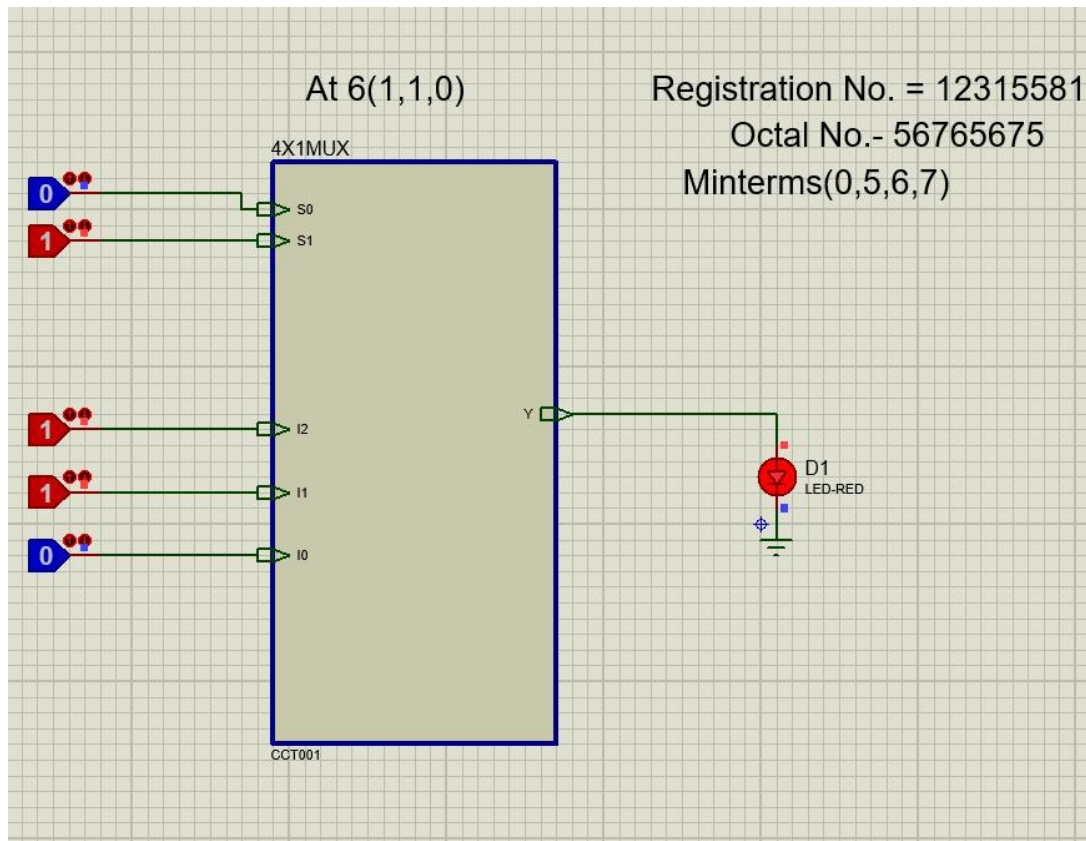 At 6(1,1,0)
Registration No. = 12315581
Octal No.- 56765675
Minterms(0,5,6,7)
4X1MUX
0
S0
1
S1
1
I2
Y
1
I1
D1
LED-RED
0
I0
CCT001